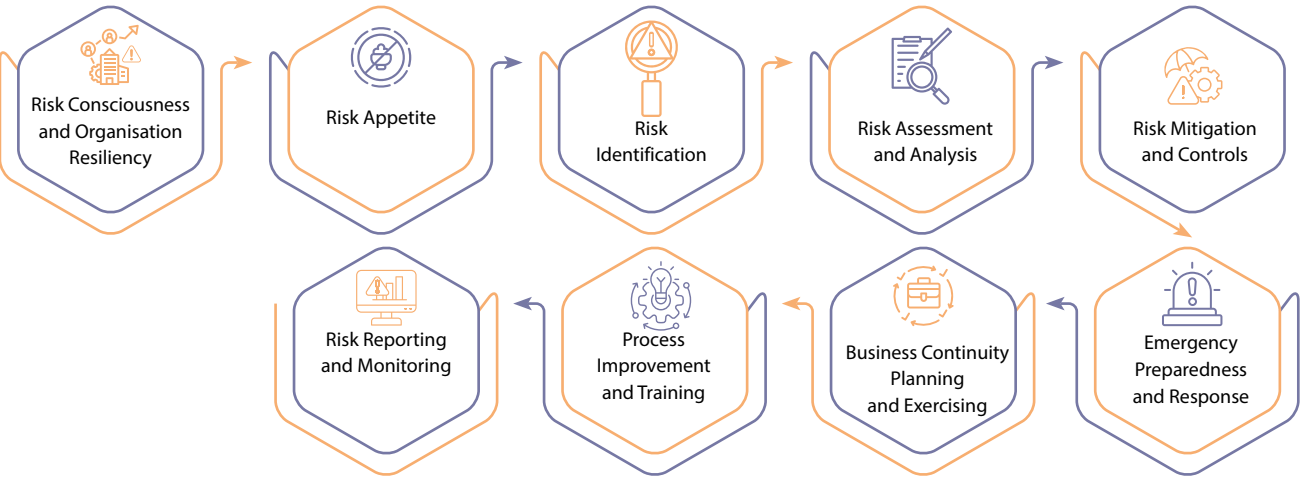 Risk Consciousness
and Organisation
Resiliency
Risk Appetite
Risk
Identification
Risk Assessment
and Analysis
Risk Mitigation
and Controls
Emergency
Preparedness
and Response
Business Continuity
Planning
and Exercising
Process
Improvement
and Training
Risk Reporting
and Monitoring